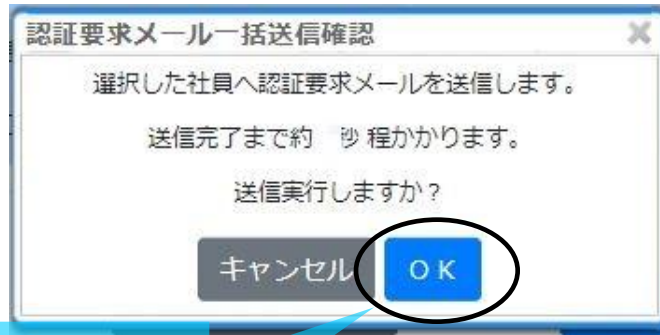 認証要求メール一括送信確認
選択した社員へ認証要求メールを送信します。
送信完了まで約 秒 程かかります。
送信実行しますか？
キャンセル ＯＫ